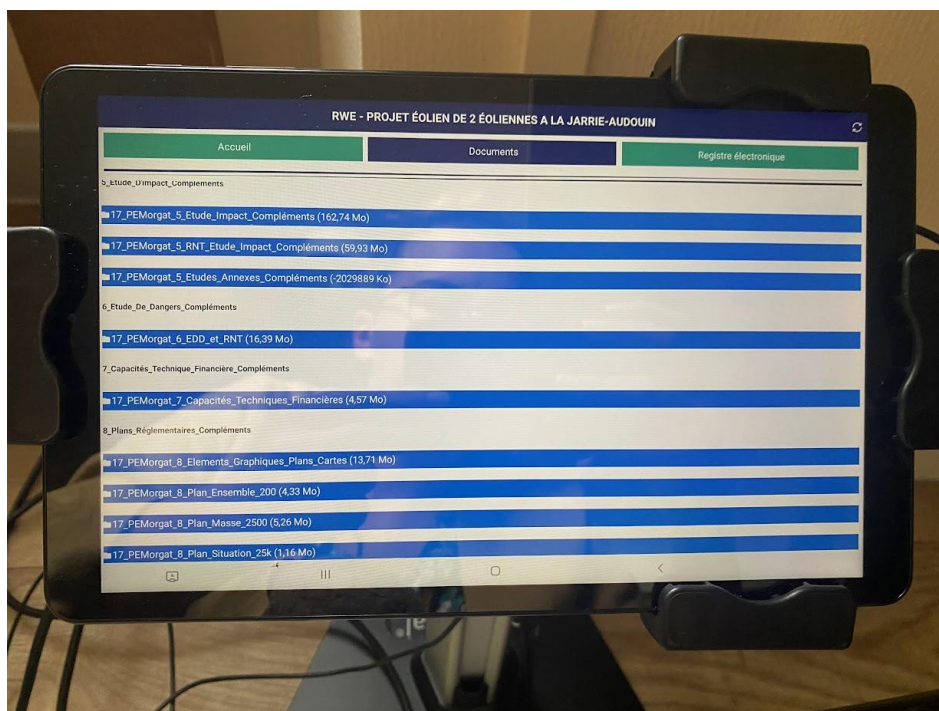 RWE - PROJET ÉOLIEN DE 2 ÉOLIENNES A LA JARRIE-AUDOUIN
Accueil
Documents
Registre électronique
5_Etude_D'impact_Compléments
17_PEMorgat_5_Etude_Impact_Compléments (162,74 Mo)
17_PEMorgat_5_RNT_Etude_Impact_Compléments (59,93 Mo)
17_PEMorgat_5_Etudes_Annexes_Compléments (-2029889 Ko)
6_Etude_De_Dangers_Compléments
17_PEMorgat_6_EDD_et_RNT (16,39 Mo)
7_Capacités_Technique_Financière_Compléments
17_PEMorgat_7_Capacités_Techniques_Financières (4,57 Mo)
8_Plans_Réglementaires_Compléments
17_PEMorgat_8_Elements_Graphiques_Plans_Cartes (13,71 Mo)
17_PEMorgat_8_Plan_Ensemble_200 (4,33 Mo)
17_PEMorgat_8_Plan_Masse_2500 (5,26 Mo)
17_PEMorgat_8_Plan_Situation_25k (1,16 Mo)